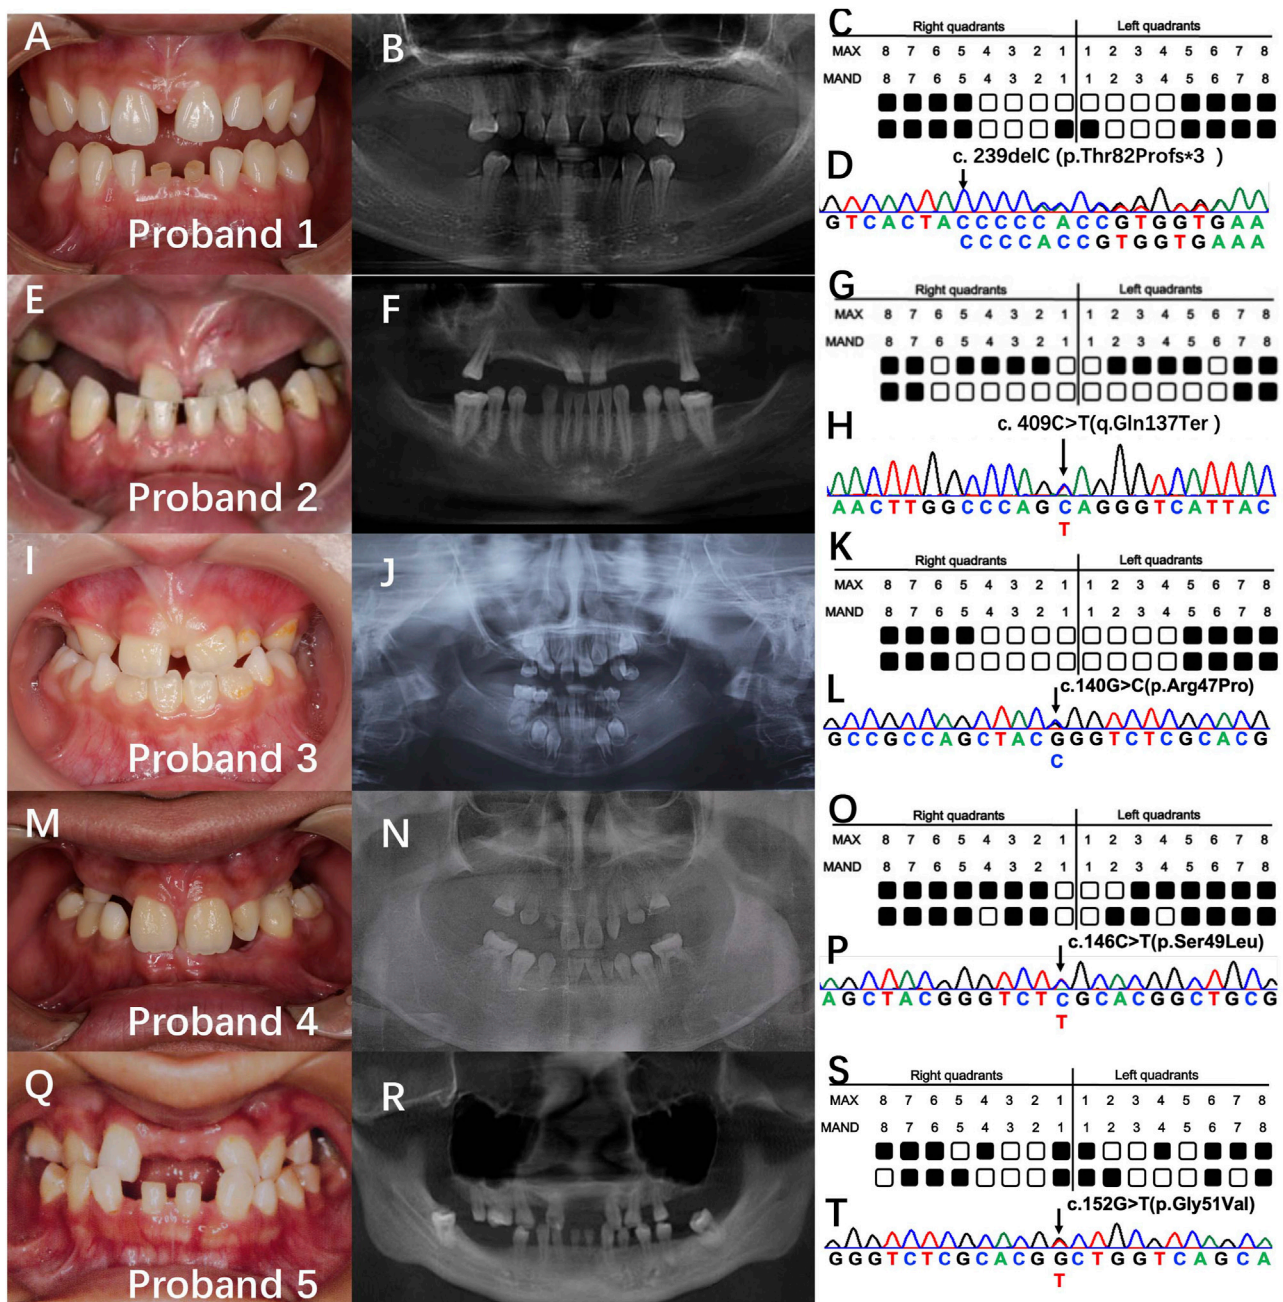 A
B
Proband 1
C
Right quadrants Left quadrants
MAX 8 7 6 5 4 3 2 1 1 2 3 4 5 6 7 8
MAND 8 7 6 5 4 3 2 1 1 2 3 4 5 6 7 8
c. 239delC (p.Thr82Profs*3 )
D
GTCACTACCCCCACCGTGGTGAA
CCCCACCGTGGTGAAA
E
F
Proband 2
G
Right quadrants Left quadrants
MAX 8 7 6 5 4 3 2 1 1 2 3 4 5 6 7 8
MAND 8 7 6 5 4 3 2 1 1 2 3 4 5 6 7 8
c. 409C>T(q.Gln137Ter )
H
AACTTGGCCCAGCAGGGTCATTAC
T
I
J
Proband 3
K
Right quadrants Left quadrants
MAX 8 7 6 5 4 3 2 1 1 2 3 4 5 6 7 8
MAND 8 7 6 5 4 3 2 1 1 2 3 4 5 6 7 8
c.140G>C(p.Arg47Pro)
L
GCCGCCAGCTACGGGTCTCGCACG
C
M
N
Proband 4
O
Right quadrants Left quadrants
MAX 8 7 6 5 4 3 2 1 1 2 3 4 5 6 7 8
MAND 8 7 6 5 4 3 2 1 1 2 3 4 5 6 7 8
c.146C>T(p.Ser49Leu)
P
AGCTACGGGTCTCGCACGGCTGCG
T
Q
R
Proband 5
S
Right quadrants Left quadrants
MAX 8 7 6 5 4 3 2 1 1 2 3 4 5 6 7 8
MAND 8 7 6 5 4 3 2 1 1 2 3 4 5 6 7 8
c.152G>T(p.Gly51Val)
T
GGGTCTCGCACGGCTGGTCAGCA
T